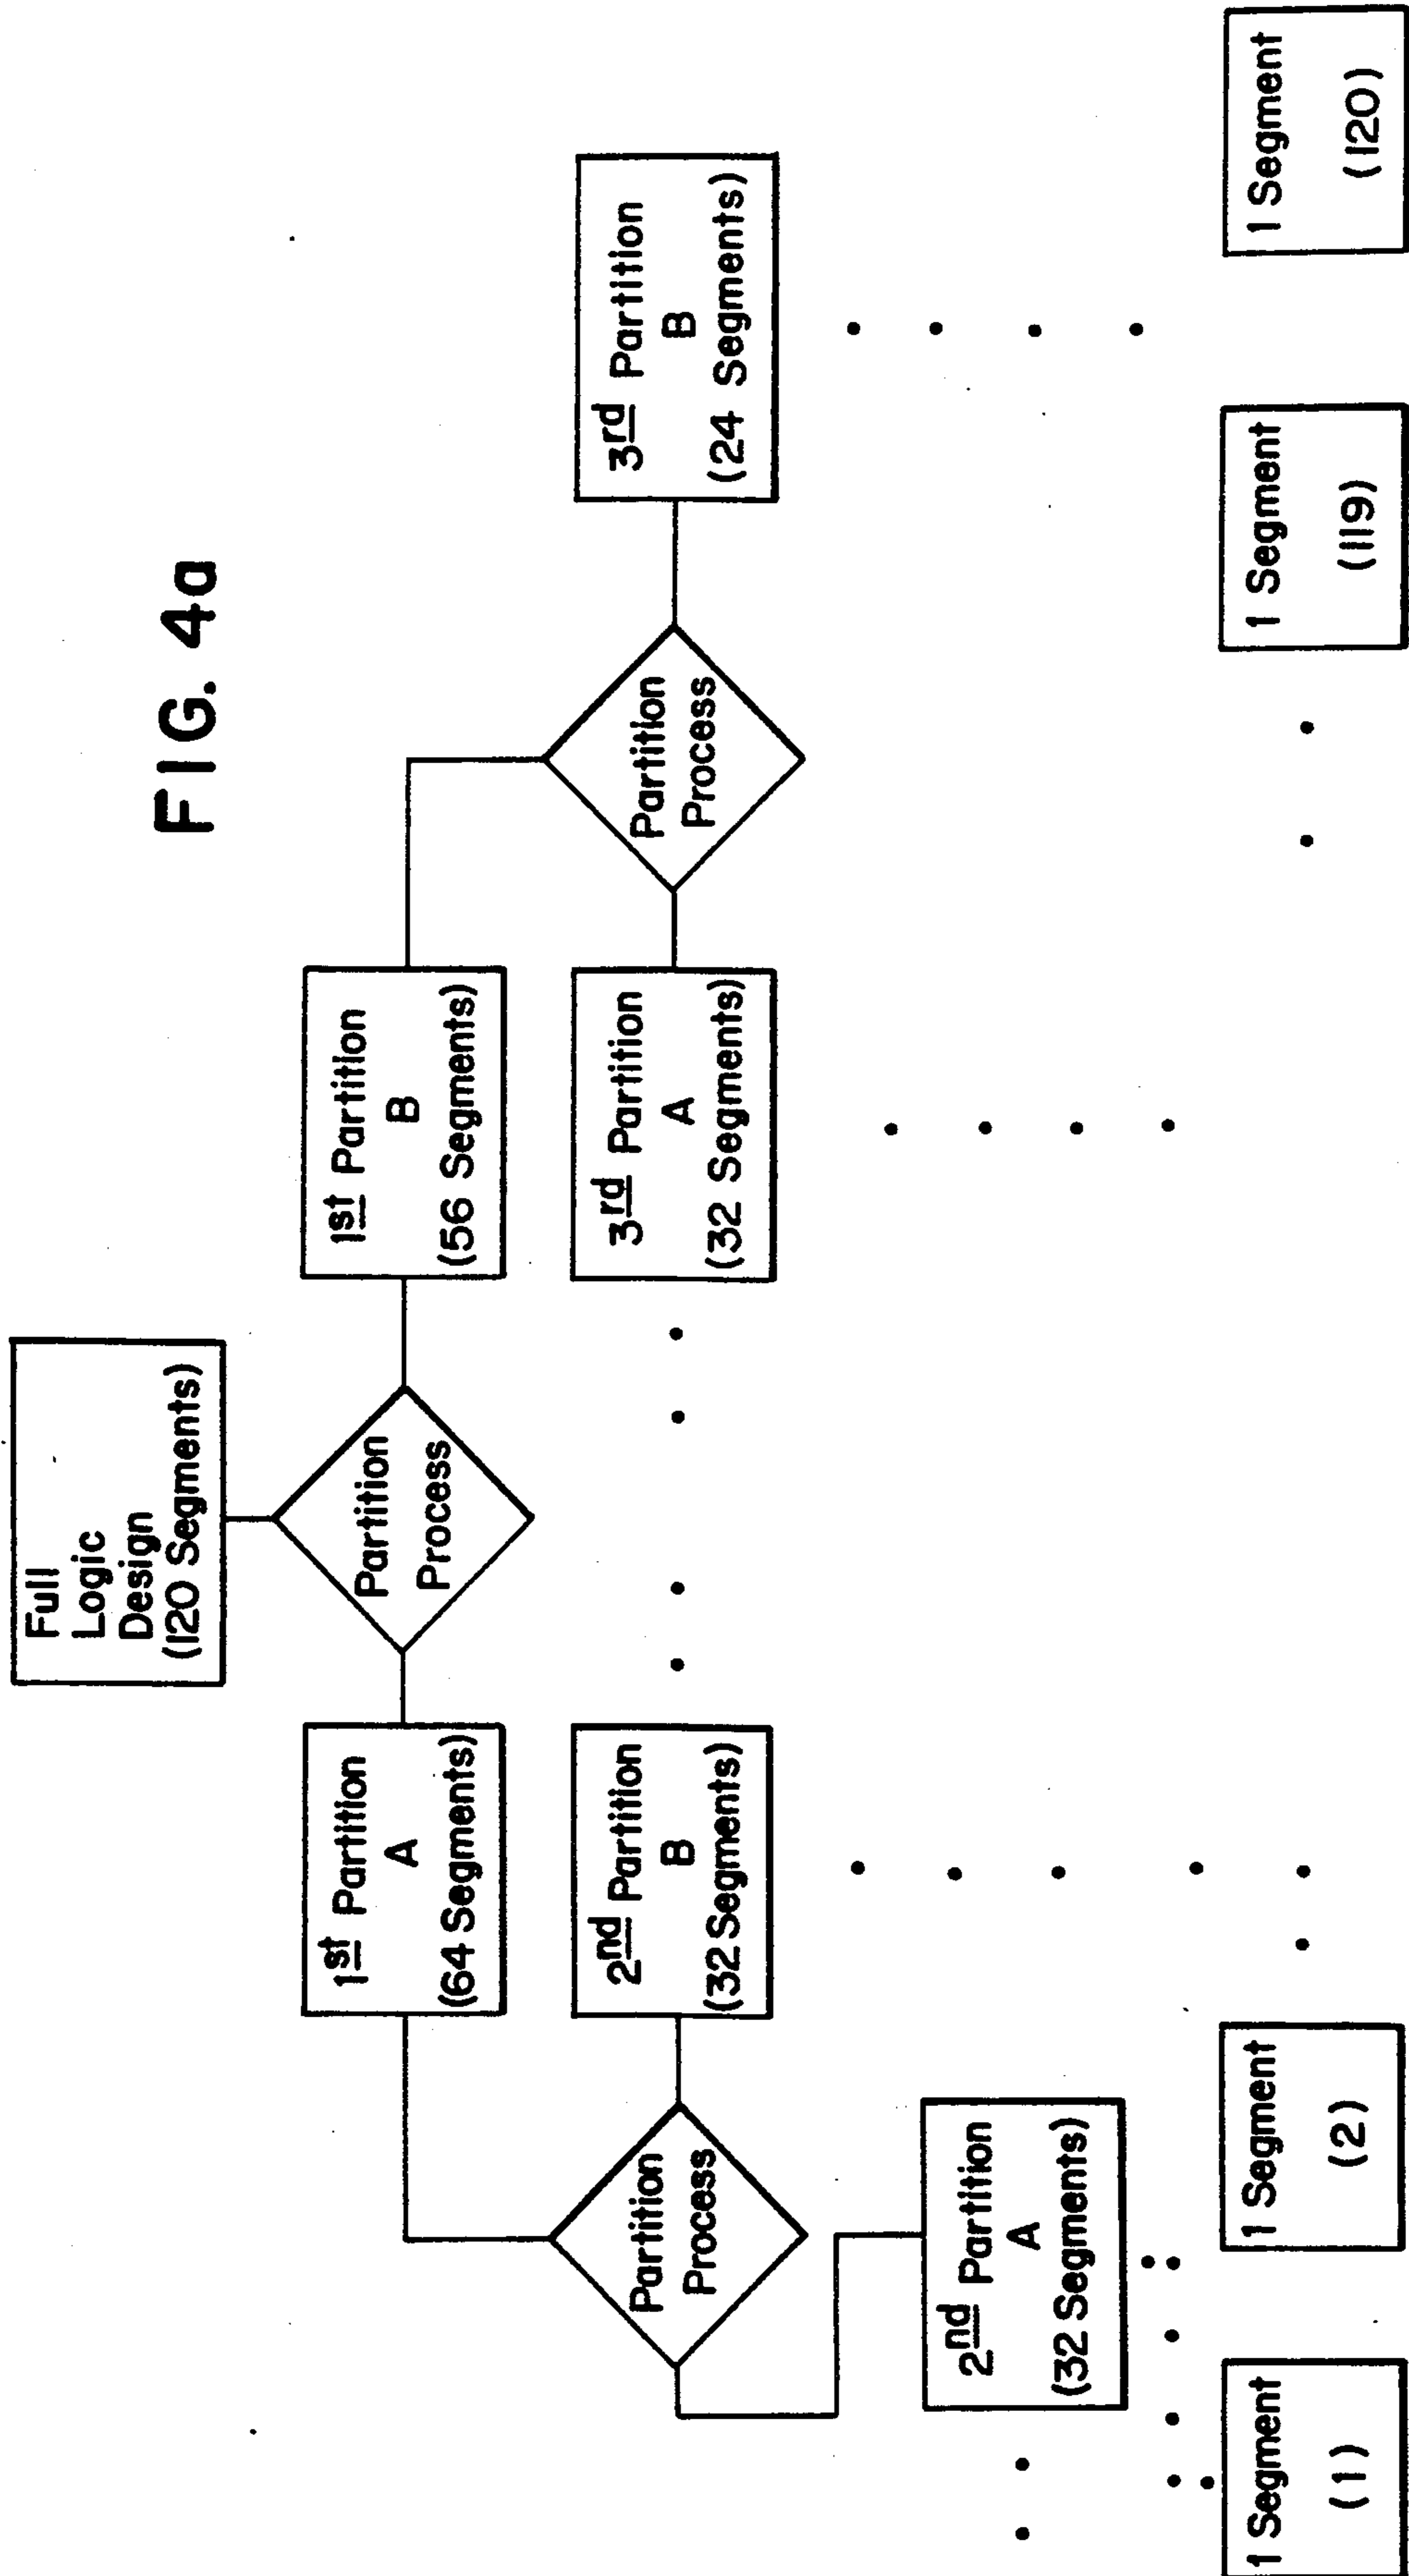 FIG. 4a
Full
Logic
Design
(120 Segments)
Partition
Process
1st Partition
A
(64 Segments)
1st Partition
B
(56 Segments)
Partition
Process
2nd Partition
B
(32 Segments)
2nd Partition
A
(32 Segments)
Partition
Process
3rd Partition
A
(32 Segments)
3rd Partition
B
(24 Segments)
1 Segment
(1)
1 Segment
(2)
1 Segment
(119)
1 Segment
(120)